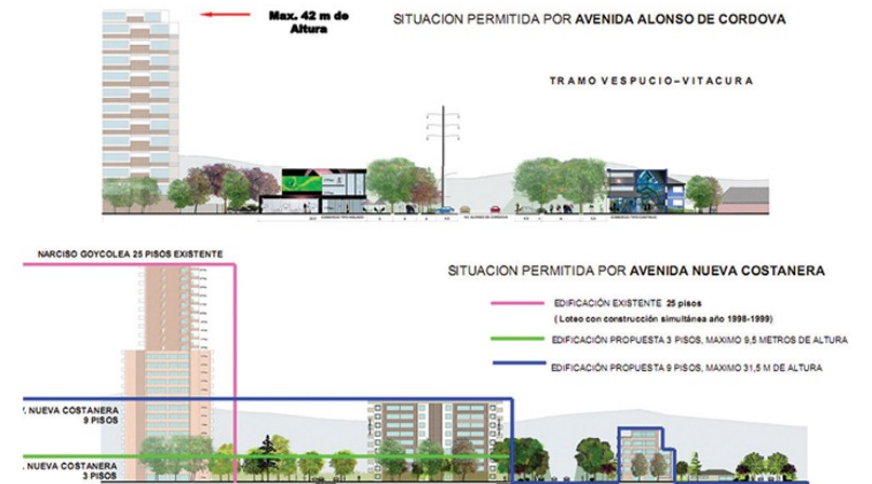 Max. 42 m de
Altura
SITUACION PERMITIDA POR AVENIDA ALONSO DE CORDOVA
TRAMO VESPUCIO-VITACURA
NARCISO GOYCOLEA 25 PISOS EXISTENTE
SITUACION PERMITIDA POR AVENIDA NUEVA COSTANERA
EDIFICACIÓN EXISTENTE 25 pisos
( Loteo con construcción simultánea año 1998-1999)
EDIFICACIÓN PROPUESTA 3 PISOS, MAXIMO 9,5 METROS DE ALTURA
EDIFICACIÓN PROPUESTA 9 PISOS, MAXIMO 31,5 M DE ALTURA
NUEVA COSTANERA
9 PISOS
NUEVA COSTANERA
3 PISOS